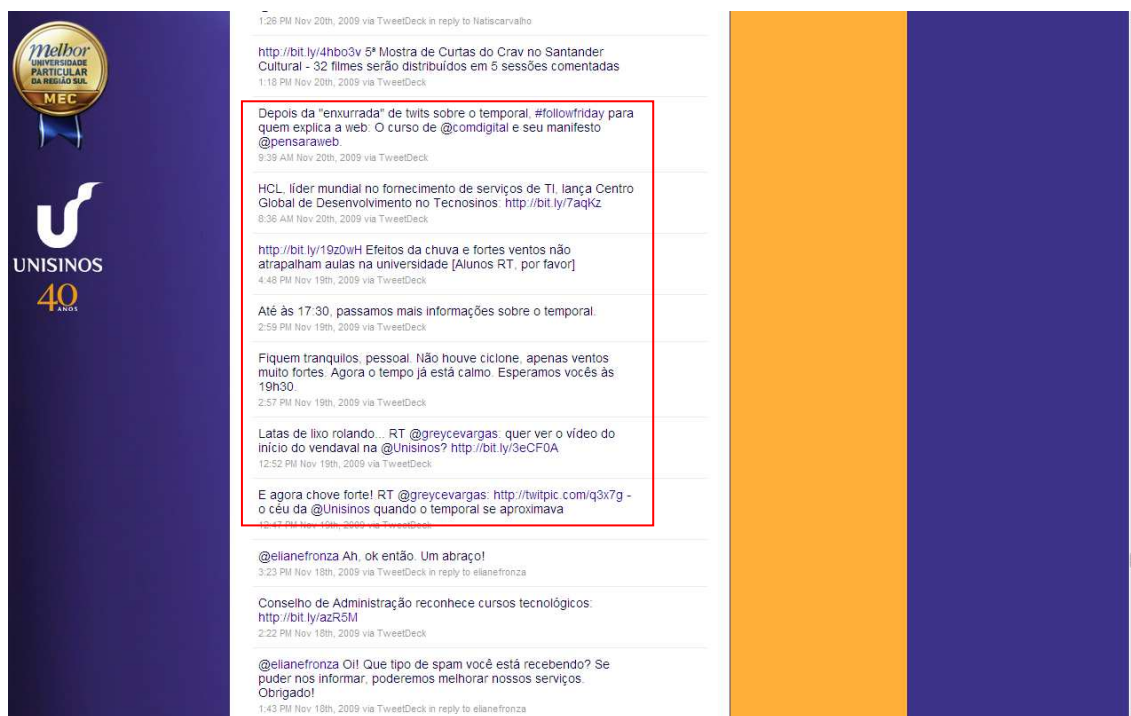 1:26 PM Nov 20th, 2009 via TweetDeck in reply to Natiscarvalho
http://bit.ly/4hbo3v 5ª Mostra de Curtas do Crav no Santander
Cultural - 32 filmes serão distribuídos em 5 sessões comentadas
1:18 PM Nov 20th, 2009 via TweetDeck
Depois da "enxurrada" de twits sobre o temporal, #followfriday para
quem explica a web: O curso de @comdigital e seu manifesto
@pensaraweb.
9:39 AM Nov 20th, 2009 via TweetDeck
HCL, líder mundial no fornecimento de serviços de TI, lança Centro
Global de Desenvolvimento no Tecnosinos: http://bit.ly/7aqKz
8:36 AM Nov 20th, 2009 via TweetDeck
http://bit.ly/19z0wH Efeitos da chuva e fortes ventos não
atrapalham aulas na universidade [Alunos RT, por favor]
4:48 PM Nov 19th, 2009 via TweetDeck
Até às 17:30, passamos mais informações sobre o temporal.
2:59 PM Nov 19th, 2009 via TweetDeck
Fiquem tranquilos, pessoal. Não houve ciclone, apenas ventos
muito fortes. Agora o tempo já está calmo. Esperamos vocês às
19h30.
2:57 PM Nov 19th, 2009 via TweetDeck
Latas de lixo rolando... RT @greycevargas: quer ver o vídeo do
início do vendaval na @Unisinos? http://bit.ly/3eCF0A
12:52 PM Nov 19th, 2009 via TweetDeck
E agora chove forte! RT @greycevargas: http://twitpic.com/q3x7g -
o céu da @Unisinos quando o temporal se aproximava
12:47 PM Nov 19th, 2009 via TweetDeck
@elianefronza Ah, ok então. Um abraço!
3:23 PM Nov 18th, 2009 via TweetDeck in reply to elianefronza
Conselho de Administração reconhece cursos tecnológicos:
http://bit.ly/azR5M
2:22 PM Nov 18th, 2009 via TweetDeck
@elianefronza Oi! Que tipo de spam você está recebendo? Se
puder nos informar, poderemos melhorar nossos serviços.
Obrigado!
1:43 PM Nov 18th, 2009 via TweetDeck in reply to elianefronza
Melhor
UNIVERSIDADE
PARTICULAR
DA REGIÃO SUL
MEC
UNISINOS
40
ANOS